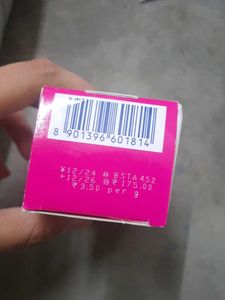 8 901396 601814
¥12/24 # BSTA452
+12/26 @ ₹175.00
₹3.50 per g